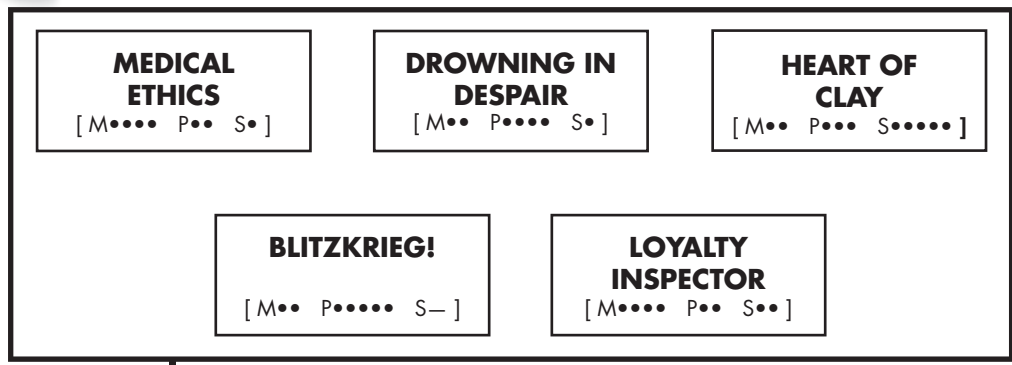 MEDICAL
ETHICS
[ M•••• P•• S• ]
DROWNING IN
DESPAIR
[ M•• P•••• S• ]
HEART OF
CLAY
[ M•• P••• S••••• ]
BLITZKRIEG!
[ M•• P••••• S— ]
LOYALTY
INSPECTOR
[ M•••• P•• S•• ]